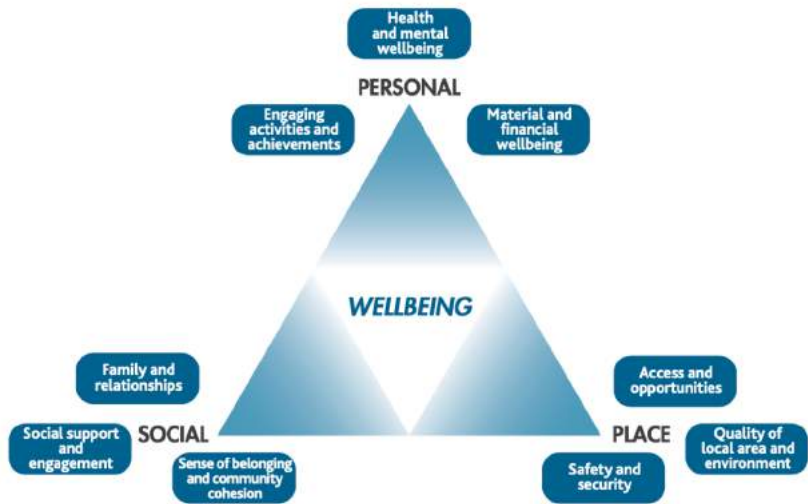 Health
and mental
wellbeing
PERSONAL
Engaging
activities and
achievements
Material and
financial
wellbeing
WELLBEING
Family and
relationships
Social support
and
engagement
SOCIAL
Sense of belonging
and community
cohesion
Access and
opportunities
PLACE
Quality of
local area and
environment
Safety and
security